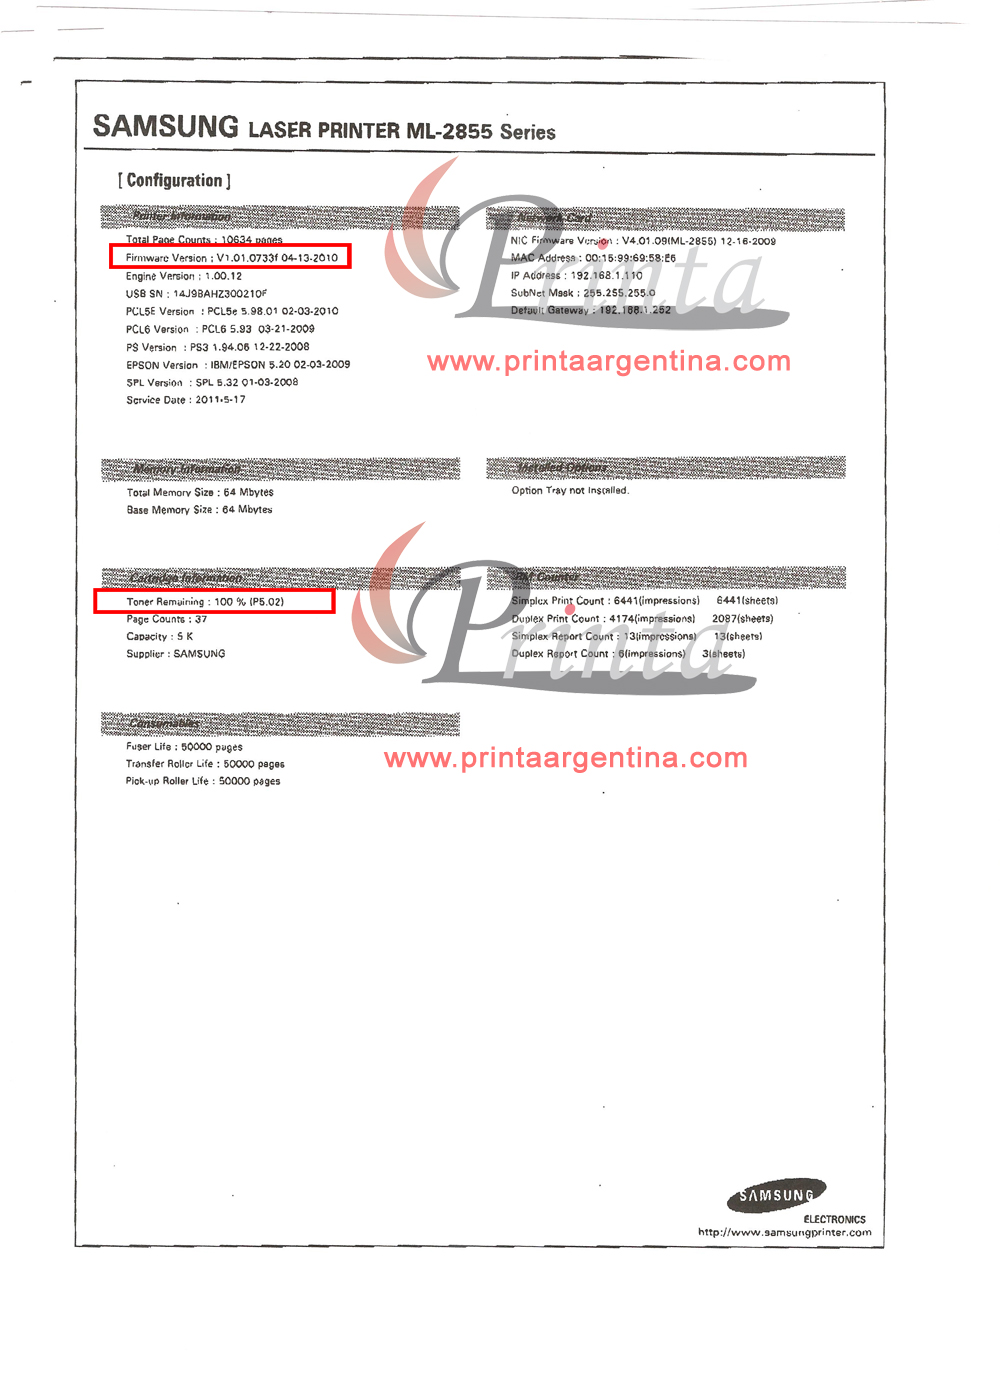 SAMSUNG LASER PRINTER ML-2855 Series
[ Configuration ]
Printer Information
Total Page Counts : 10634 pages
Firmware Version : V1.01.0733f 04-13-2010
Engine Version : 1.00.12
USB SN : 14J9BAHZ300210F
PCL5E Version : PCL5e 5.98.01 02-03-2010
PCL6 Version : PCL6 5.93 03-21-2009
PS Version : PS3 1.94.06 12-22-2008
EPSON Version : IBM/EPSON 5.20 02-03-2009
SPL Version : SPL 5.32 01-03-2008
Service Date : 2011-5-17
Network Card
NIC Firmware Version : V4.01.09(ML-2855) 12-16-2009
MAC Address : 00:15:99:69:58:E6
IP Address : 192.168.1.110
SubNet Mask : 255.255.255.0
Default Gateway : 192.168.1.252
Printa
www.printaargentina.com
Memory Information
Total Memory Size : 64 Mbytes
Base Memory Size : 64 Mbytes
Installed Options
Option Tray not Installed.
Cartridge Information
Toner Remaining : 100 % (P5.02)
Page Counts : 37
Capacity : 5 K
Supplier : SAMSUNG
Counter
Simplex Print Count : 6441(impressions) 6441(sheets)
Duplex Print Count : 4174(impressions) 2087(sheets)
Simplex Report Count : 13(impressions) 13(sheets)
Duplex Report Count : 6(impressions) 3(sheets)
Printa
Consumables
Fuser Life : 50000 pages
Transfer Roller Life : 50000 pages
Pick-up Roller Life : 50000 pages
www.printaargentina.com
SAMSUNG
ELECTRONICS
http://www.samsungprinter.com